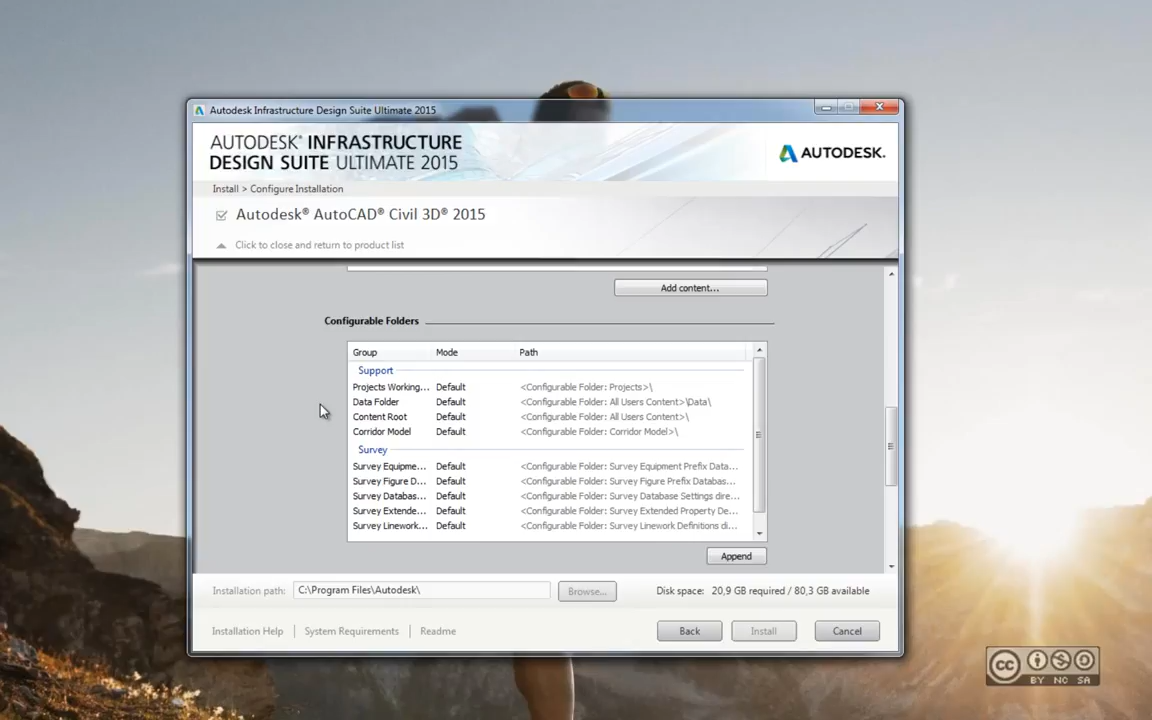 Autodesk Infrastructure Design Suite Ultimate 2015
AUTODESK® INFRASTRUCTURE
DESIGN SUITE ULTIMATE 2015
AUTODESK.
Install > Configure Installation
Autodesk® AutoCAD® Civil 3D® 2015
Click to close and return to product list
Add content...
Configurable Folders
Group Mode Path
Support
Projects Working... Default <Configurable Folder: Projects>\
Data Folder Default <Configurable Folder: All Users Content>\Data\
Content Root Default <Configurable Folder: All Users Content>\
Corridor Model Default <Configurable Folder: Corridor Model>\
Survey
Survey Equipme... Default <Configurable Folder: Survey Equipment Prefix Data...
Survey Figure D... Default <Configurable Folder: Survey Figure Prefix Databas...
Survey Databas... Default <Configurable Folder: Survey Database Settings dire...
Survey Extende... Default <Configurable Folder: Survey Extended Property De...
Survey Linework... Default <Configurable Folder: Survey Linework Definitions di...
Append
Installation path: C:\Program Files\Autodesk\ Browse... Disk space: 20,9 GB required / 80,3 GB available
Installation Help System Requirements Readme Back Install Cancel
cc
BY NC SA